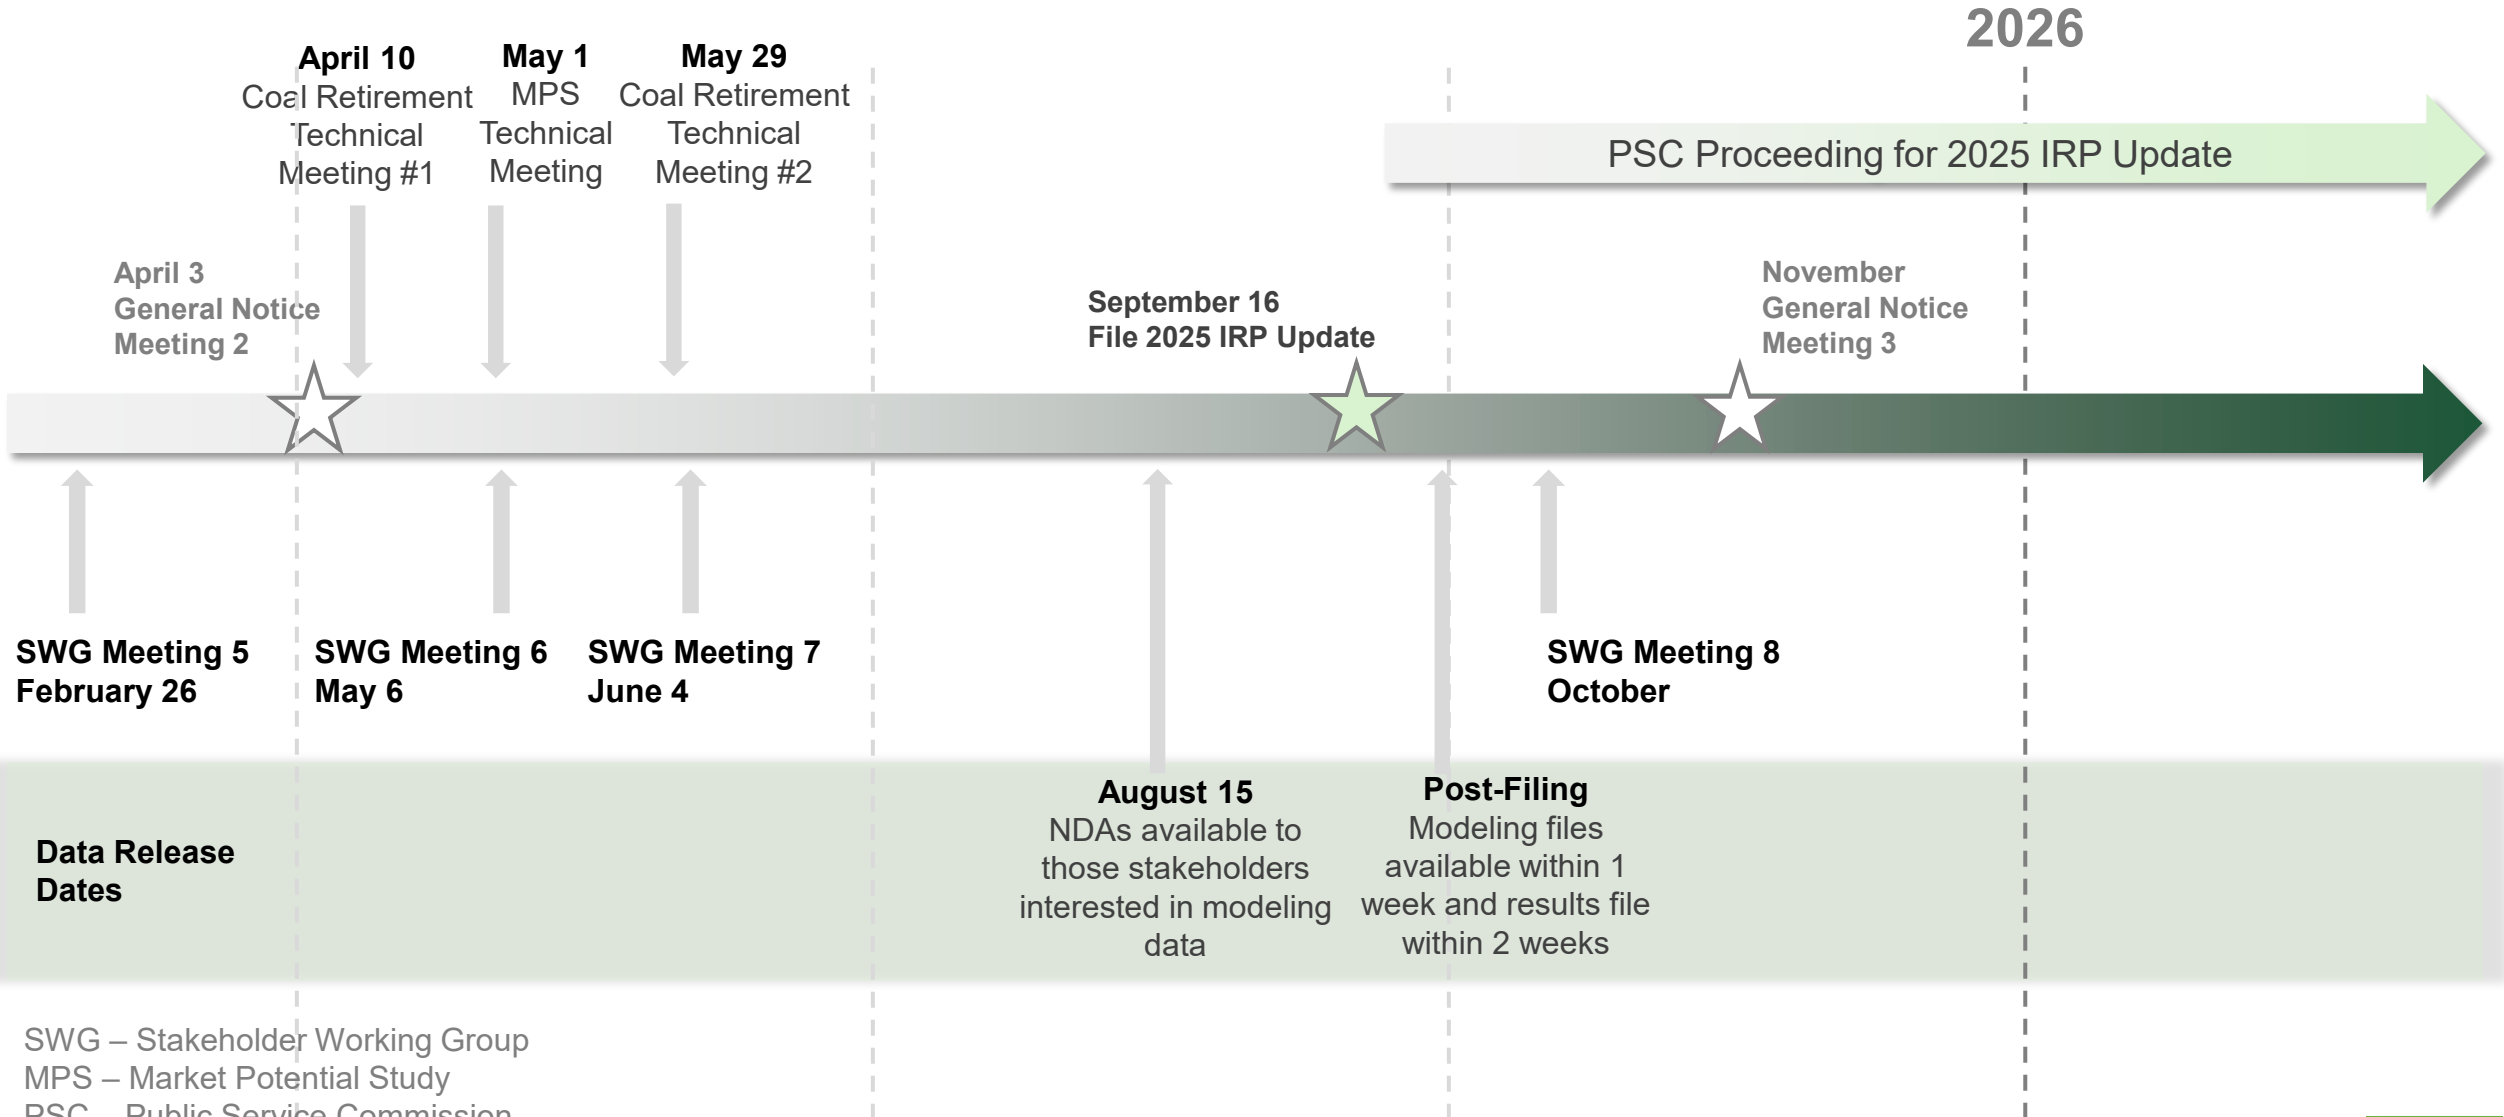 2026
April 10
Coal Retirement
Technical
Meeting #1
May 1
MPS
Technical
Meeting
May 29
Coal Retirement
Technical
Meeting #2
PSC Proceeding for 2025 IRP Update
April 3
General Notice
Meeting 2
September 16
File 2025 IRP Update
November
General Notice
Meeting 3
SWG Meeting 5
February 26
SWG Meeting 6
May 6
SWG Meeting 7
June 4
SWG Meeting 8
October
Data Release
Dates
August 15
NDAs available to
those stakeholders
interested in modeling
data
Post-Filing
Modeling files
available within 1
week and results file
within 2 weeks
SWG – Stakeholder Working Group
MPS – Market Potential Study
PSC – Public Service Commission